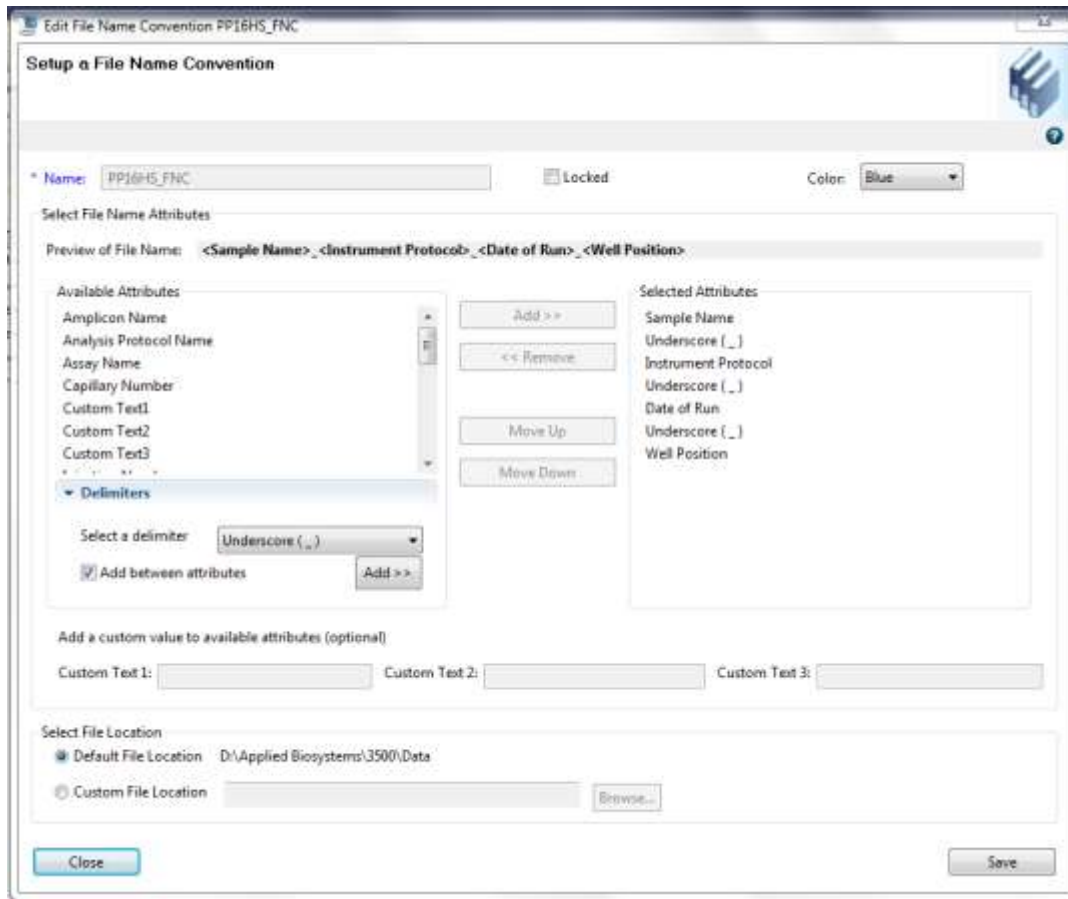 Edit File Name Convention PP16HS_FNC
Setup a File Name Convention
* Name: PP16HS_FNC Locked Color: Blue
Select File Name Attributes
Preview of File Name: <Sample Name>_<Instrument Protocol>_<Date of Run>_<Well Position>
Available Attributes
Amplicon Name
Analysis Protocol Name
Assay Name
Capillary Number
Custom Text1
Custom Text2
Custom Text3
Delimiters
Select a delimiter Underscore ( _ )
Add between attributes Add >>
Add >>
<< Remove
Move Up
Move Down
Selected Attributes
Sample Name
Underscore ( _ )
Instrument Protocol
Underscore ( _ )
Date of Run
Underscore ( _ )
Well Position
Add a custom value to available attributes (optional)
Custom Text 1: Custom Text 2: Custom Text 3:
Select File Location
Default File Location D:\Applied Biosystems\3500\Data
Custom File Location Browse...
Close Save